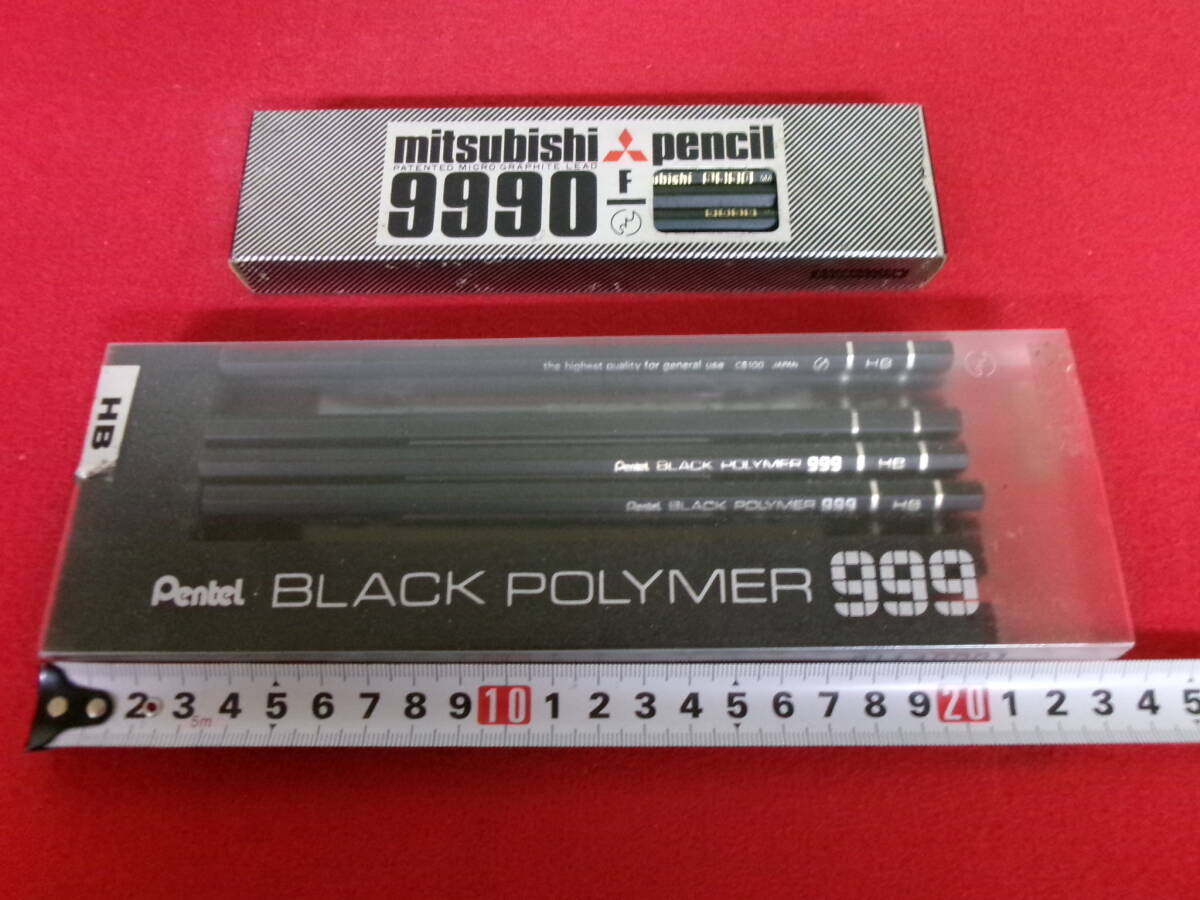 mitsubishi pencil
PATENTED MICRO GRAPHITE LEAD
9990 F
HB
the highest quality for general use CB100 JAPAN HB
Pentel BLACK POLYMER 999 HB
Pentel BLACK POLYMER 999 HB
Pentel BLACK POLYMER 999
2 3 4 5 6 7 8 9 10 1 2 3 4 5 6 7 8 9 20 1 2 3 4 5
5m